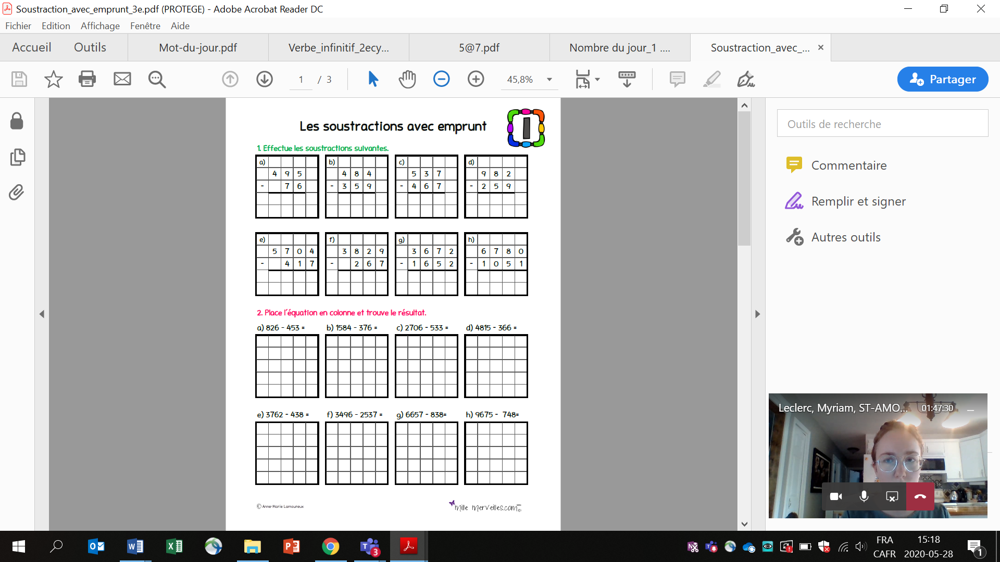 Soustraction_avec_emprunt_3e.pdf (PROTEGE) - Adobe Acrobat Reader DC
Fichier Edition Affichage Fenêtre Aide
Accueil Outils Mot-du-jour.pdf Verbe_infinitif_2ecy... 5@7.pdf Nombre du jour_1 .... Soustraction_avec_...
1 / 3 45,8% Partager
Les soustractions avec emprunt
1
1. Effectue les soustractions suivantes.
a) b) c) d)
4 9 5 4 8 4 5 3 7 9 8 2
- 7 6 - 3 5 9 - 4 6 7 - 2 5 9
e) f) g) h)
5 7 0 4 3 8 2 9 3 6 7 2 6 7 8 0
- 4 1 7 - 2 6 7 - 1 6 5 2 - 1 0 5 1
2. Place l'équation en colonne et trouve le résultat.
a) 826 - 453 = b) 1584 - 376 = c) 2706 - 533 = d) 4815 - 366 =
e) 3762 - 438 = f) 3496 - 2537 = g) 6657 - 838= h) 9675 - 748=
© Anne-Marie Lamoureux mille merveilles.com
Outils de recherche
Commentaire
Remplir et signer
Autres outils
Leclerc, Myriam, ST-AMO... 01:47:30
3
FRA 15:18
CAFR 2020-05-28
1